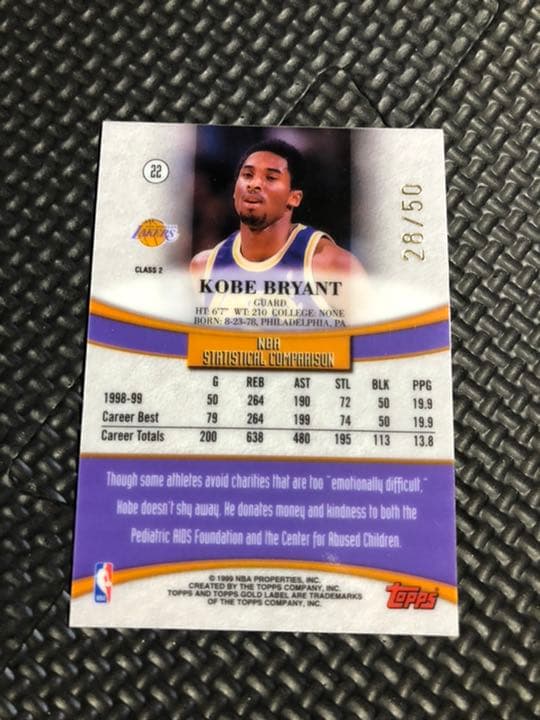 22
28/50
LAKERS
CLASS 2
KOBE BRYANT
GUARD
HT: 6'7" WT: 210 COLLEGE: NONE
BORN: 8-23-78, PHILADELPHIA, PA
NBA
STATISTICAL COMPARISON
G REB AST STL BLK PPG
1998-99 50 264 190 72 50 19.9
Career Best 79 264 199 74 50 19.9
Career Totals 200 638 480 195 113 13.8
Though some athletes avoid charities that are too "emotionally difficult,"
Kobe doesn't shy away. He donates money and kindness to both the
Pediatric AIDS Foundation and the Center for Abused Children.
© 1999 NBA PROPERTIES, INC.
CREATED BY THE TOPPS COMPANY, INC.
TOPPS AND TOPPS GOLD LABEL ARE TRADEMARKS
OF THE TOPPS COMPANY, INC.
NBA
TOPPS